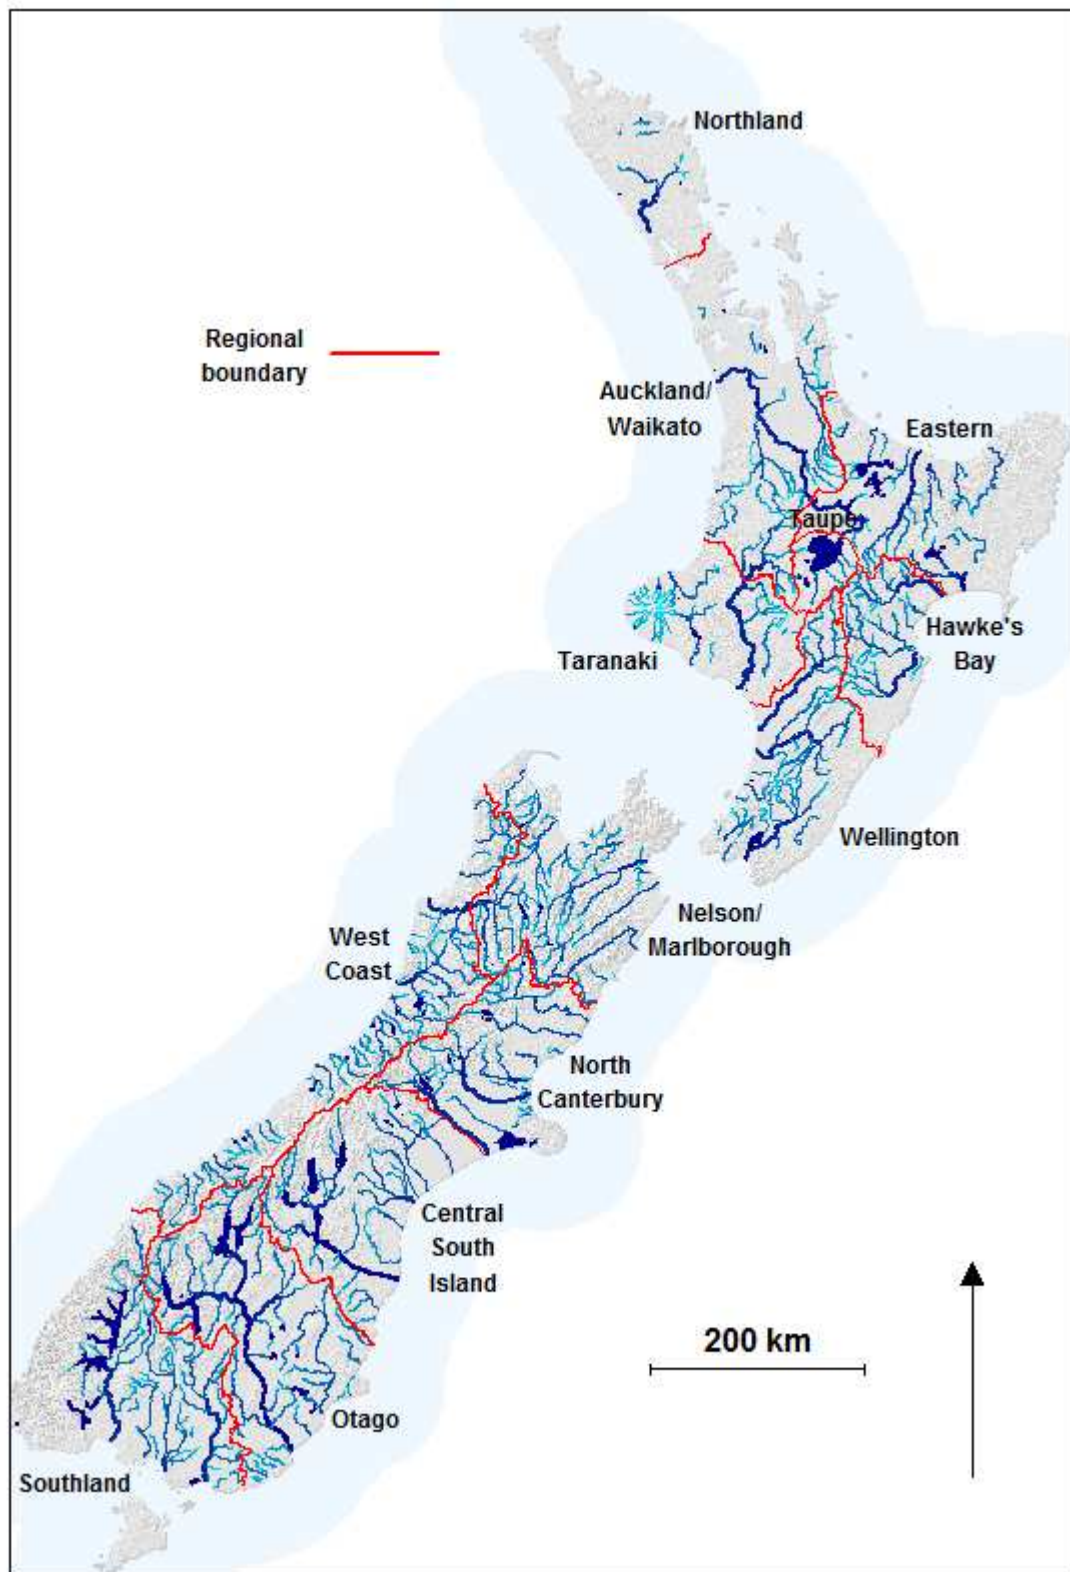 Northland
Regional
boundary
Auckland/
Waikato
Eastern
Taupo
Hawke's
Bay
Taranaki
Wellington
Nelson/
Marlborough
West
Coast
North
Canterbury
Central
South
Island
200 km
Otago
Southland